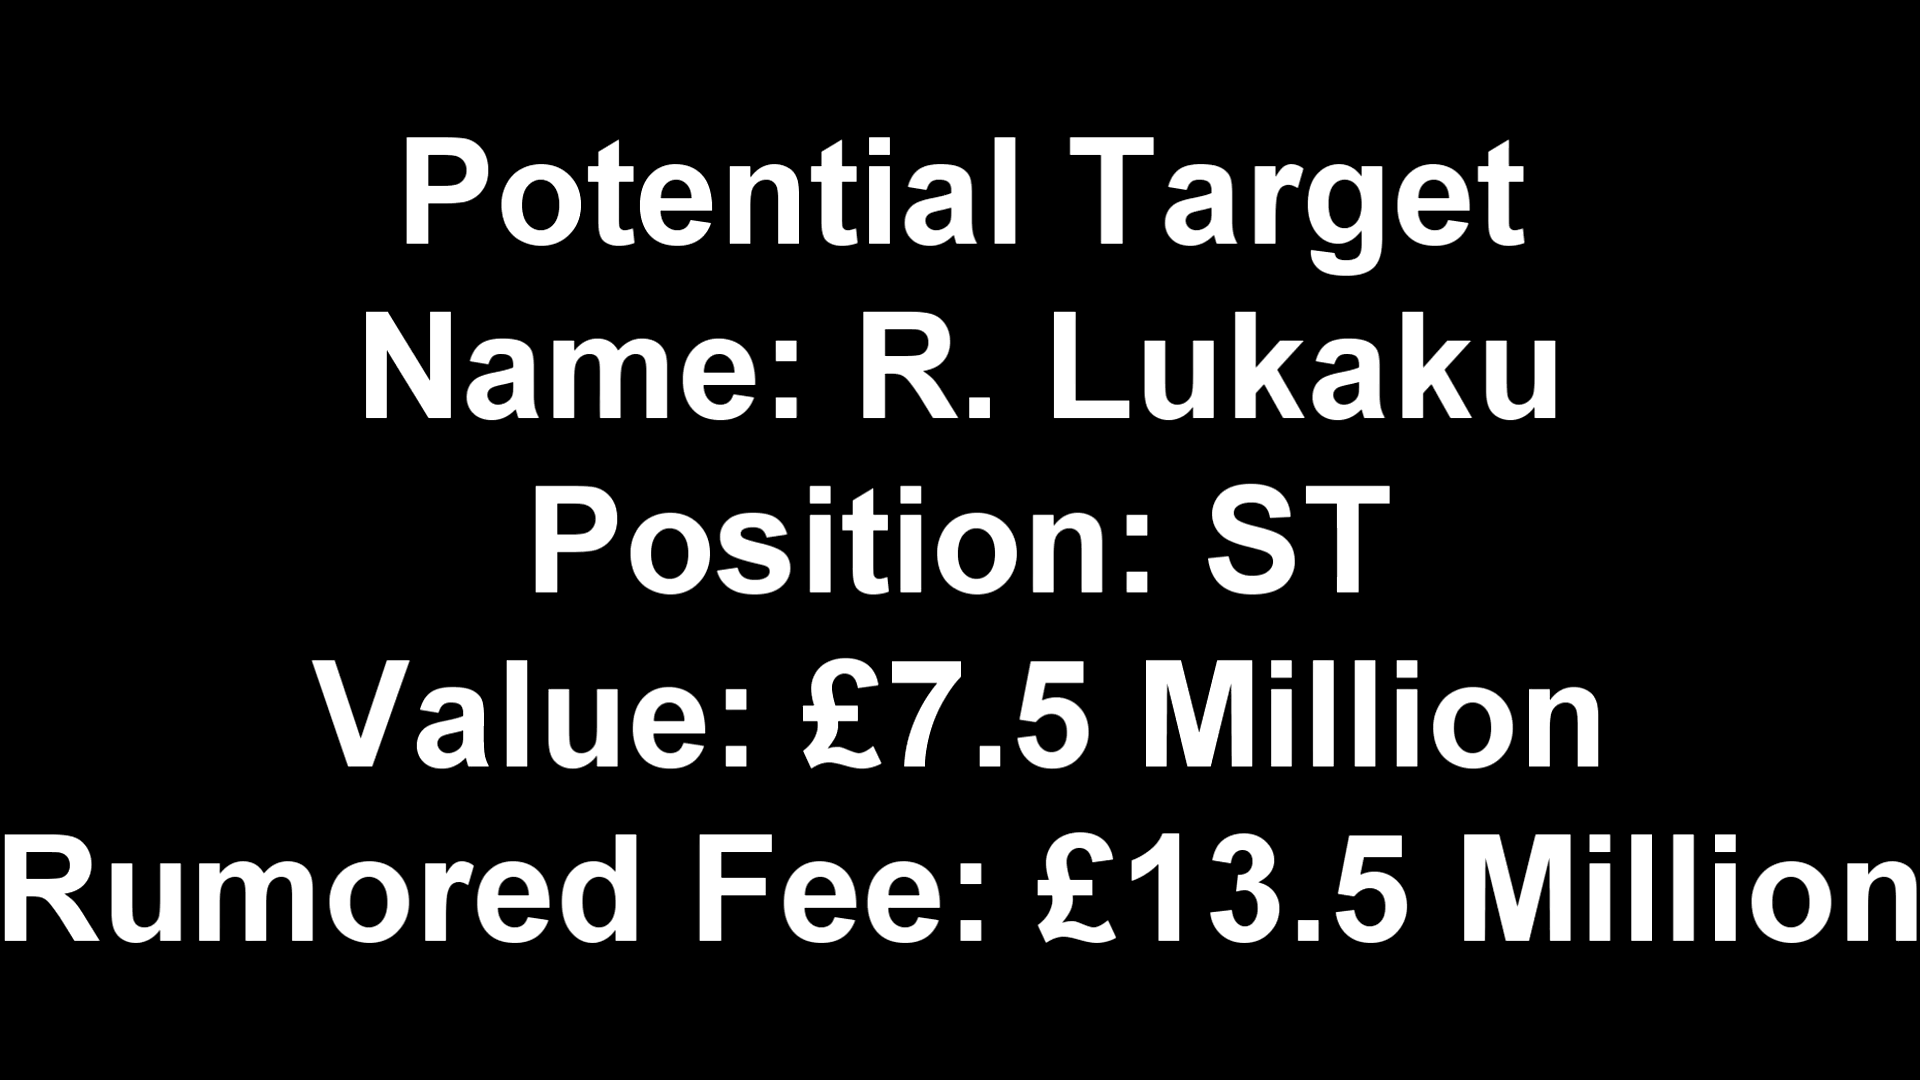 Potential Target
Name: R. Lukaku
Position: ST
Value: £7.5 Million
Rumored Fee: £13.5 Million